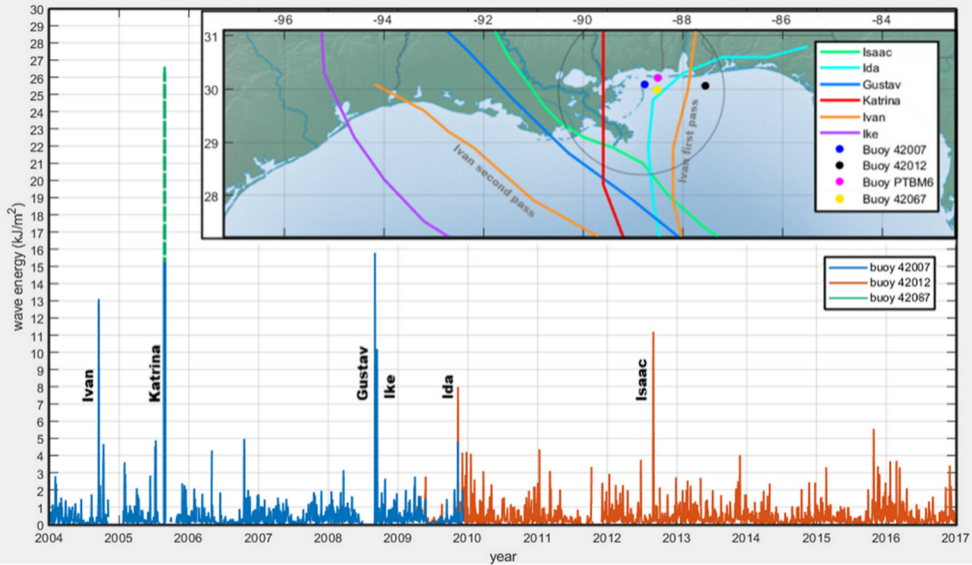 -96 -94 -92 -90 -88 -86 -84
31
30
29
28
Ivan second pass
Ivan first pass
Isaac
Ida
Gustav
Katrina
Ivan
Ike
Buoy 42007
Buoy 42012
Buoy PTBM6
Buoy 42067
30
29
28
27
26
25
24
23
22
21
20
19
18
17
16
15
14
13
12
11
10
9
8
7
6
5
4
3
2
1
0
wave energy (kJ/m²)
buoy 42007
buoy 42012
buoy 42067
Ivan
Katrina
Gustav
Ike
Ida
Isaac
2004 2005 2006 2007 2008 2009 2010 2011 2012 2013 2014 2015 2016 2017
year